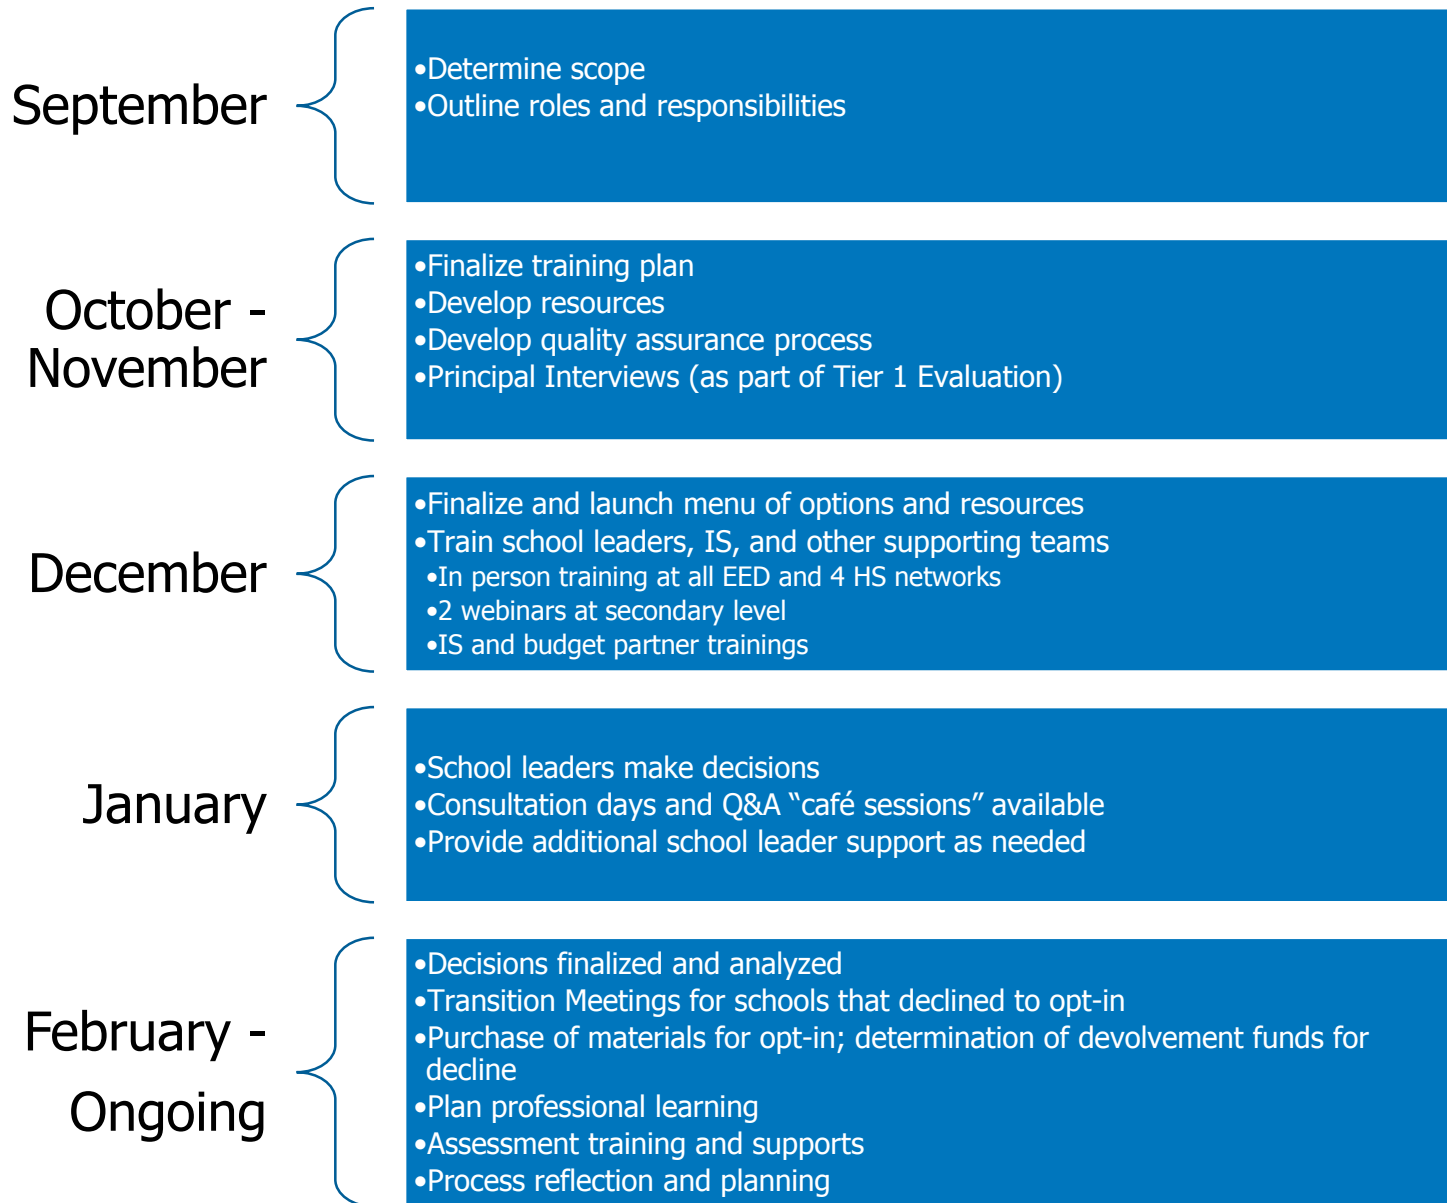 September
•Determine scope
•Outline roles and responsibilities
October -
November
•Finalize training plan
•Develop resources
•Develop quality assurance process
•Principal Interviews (as part of Tier 1 Evaluation)
December
•Finalize and launch menu of options and resources
•Train school leaders, IS, and other supporting teams
•In person training at all EED and 4 HS networks
•2 webinars at secondary level
•IS and budget partner trainings
January
•School leaders make decisions
•Consultation days and Q&A “café sessions” available
•Provide additional school leader support as needed
February -
Ongoing
•Decisions finalized and analyzed
•Transition Meetings for schools that declined to opt-in
•Purchase of materials for opt-in; determination of devolvement funds for
decline
•Plan professional learning
•Assessment training and supports
•Process reflection and planning